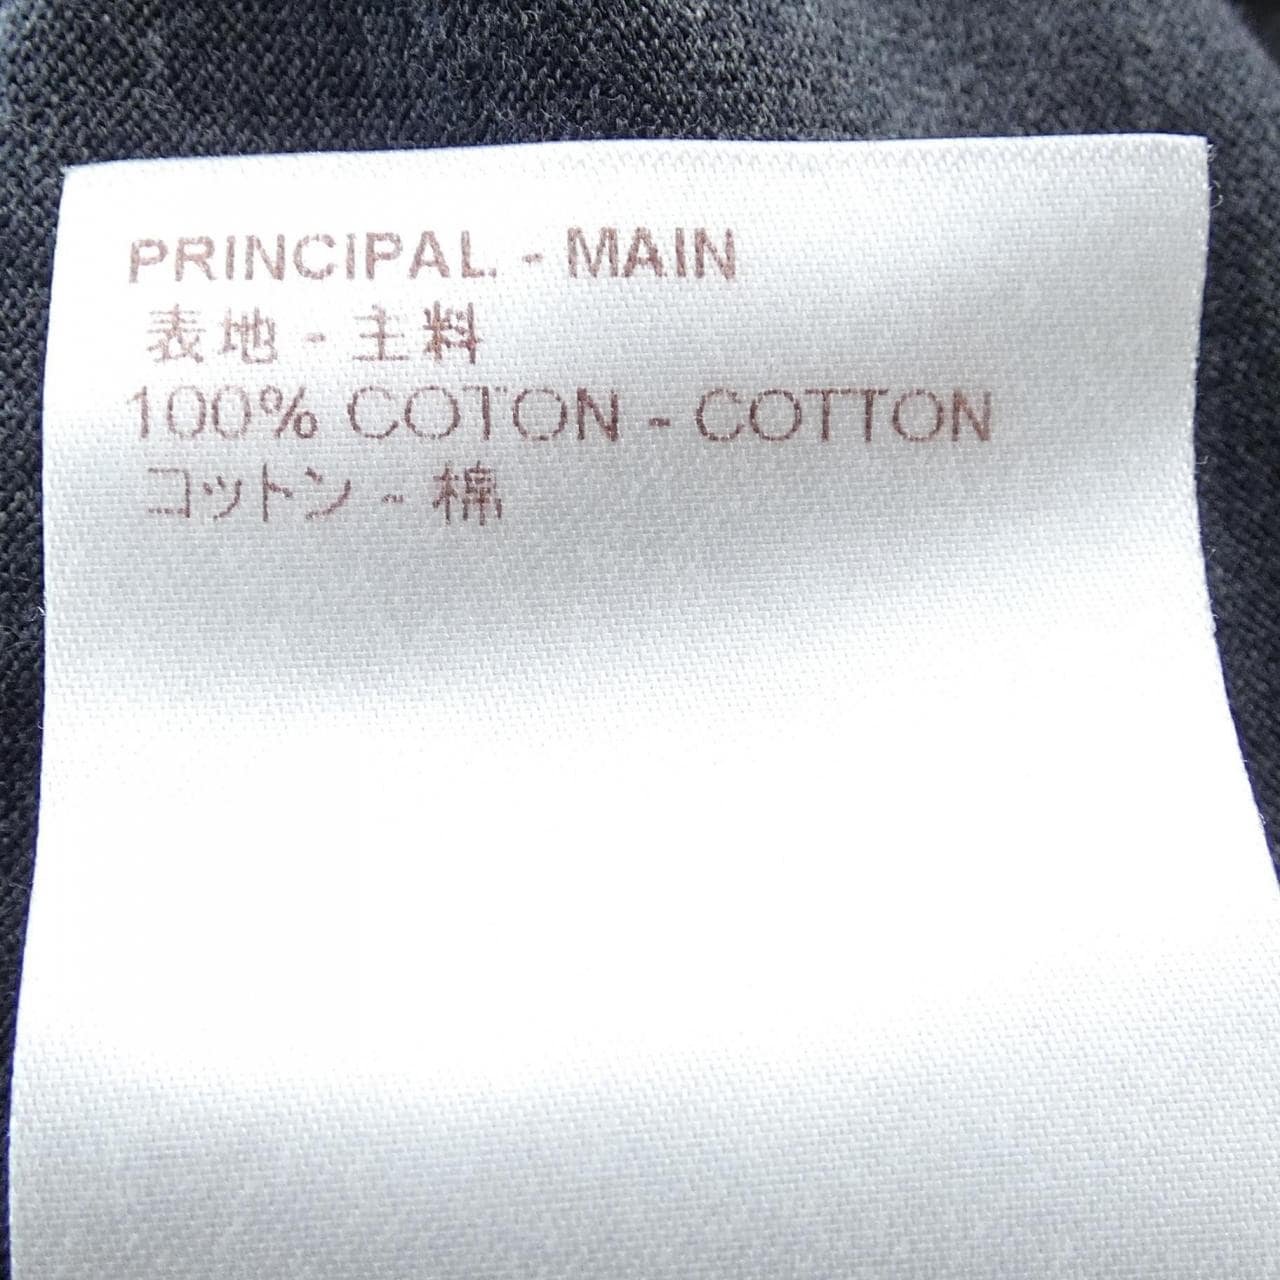 PRINCIPAL - MAIN
表地 - 主料
100% COTON - COTTON
コットン - 棉